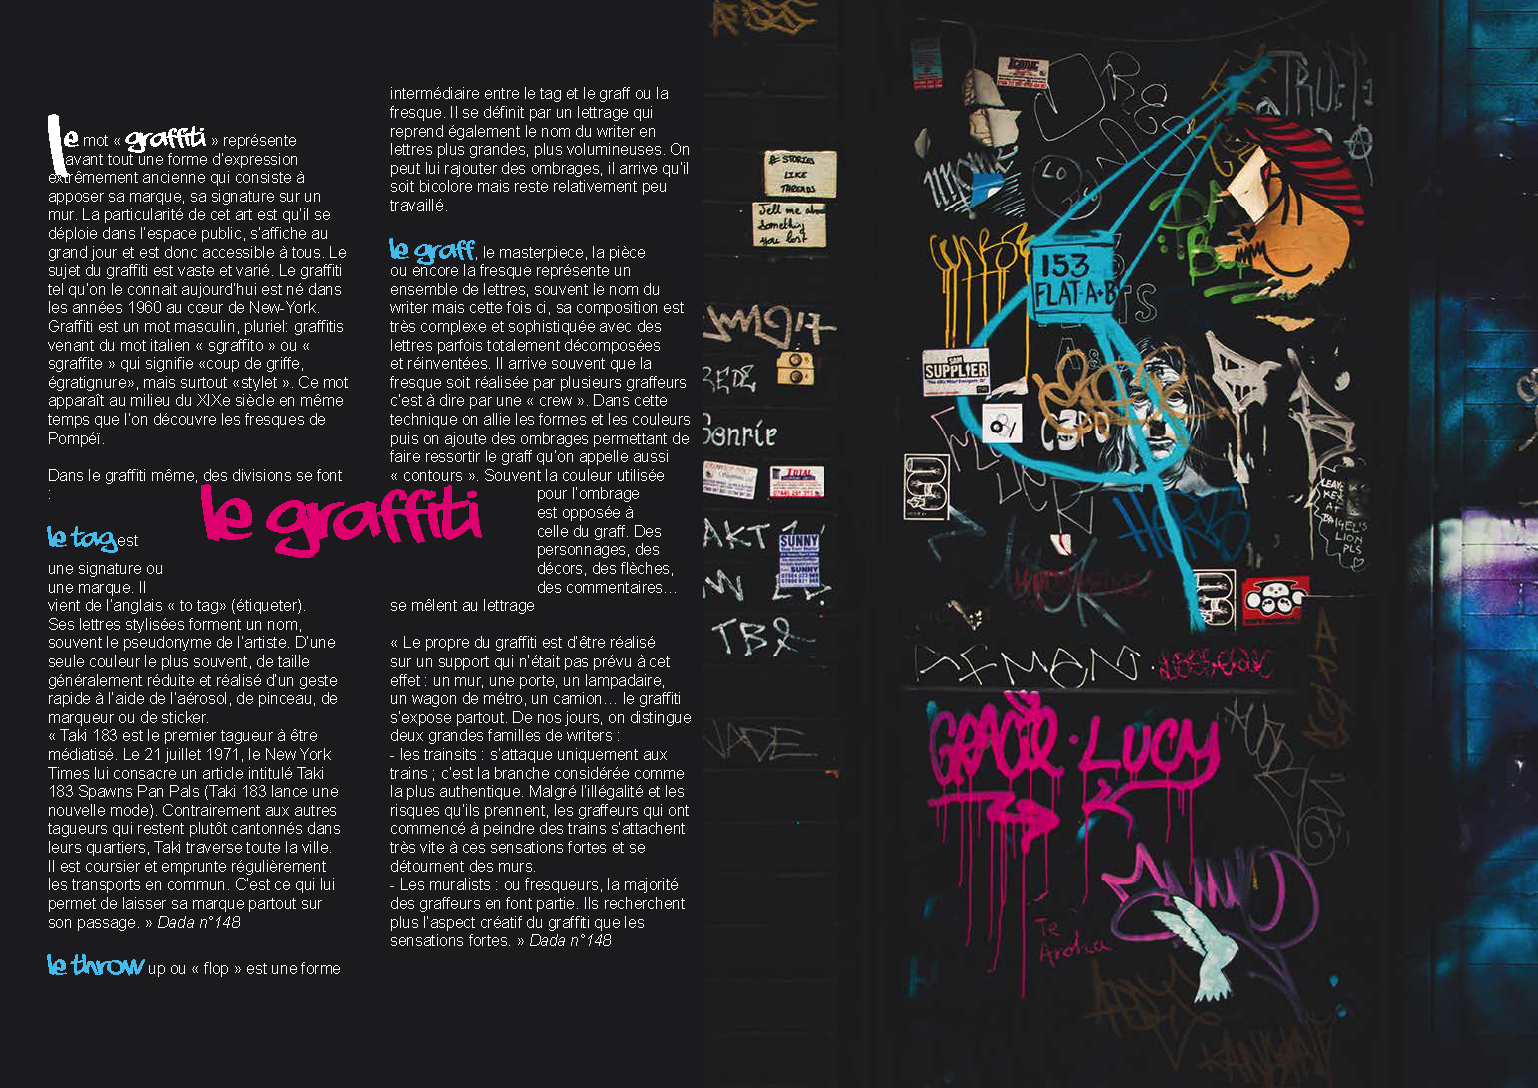 le mot « graffiti » représente
avant tout une forme d'expression
extrêmement ancienne qui consiste à
apposer sa marque, sa signature sur un
mur. La particularité de cet art est qu'il se
déploie dans l'espace public, s'affiche au
grand jour et est donc accessible à tous. Le
sujet du graffiti est vaste et varié. Le graffiti
tel qu'on le connait aujourd'hui est né dans
les années 1960 au cœur de New-York.
Graffiti est un mot masculin, pluriel: graffitis
venant du mot italien « sgraffito » ou «
sgraffite » qui signifie «coup de griffe,
égratignure», mais surtout «stylet ». Ce mot
apparaît au milieu du XIXe siècle en même
temps que l'on découvre les fresques de
Pompéï.
Dans le graffiti même, des divisions se font
:
le graffiti
le tag est
une signature ou
une marque. Il
vient de l'anglais « to tag» (étiqueter).
Ses lettres stylisées forment un nom,
souvent le pseudonyme de l'artiste. D'une
seule couleur le plus souvent, de taille
généralement réduite et réalisé d'un geste
rapide à l'aide de l'aérosol, de pinceau, de
marqueur ou de sticker.
« Taki 183 est le premier tagueur à être
médiatisé. Le 21 juillet 1971, le New York
Times lui consacre un article intitulé Taki
183 Spawns Pan Pals (Taki 183 lance une
nouvelle mode). Contrairement aux autres
tagueurs qui restent plutôt cantonnés dans
leurs quartiers, Taki traverse toute la ville.
Il est coursier et emprunte régulièrement
les transports en commun. C'est ce qui lui
permet de laisser sa marque partout sur
son passage. » Dada n°148
le throw up ou « flop » est une forme
intermédiaire entre le tag et le graff ou la
fresque. Il se définit par un lettrage qui
reprend également le nom du writer en
lettres plus grandes, plus volumineuses. On
peut lui rajouter des ombrages, il arrive qu'il
soit bicolore mais reste relativement peu
travaillé.
le graff, le masterpiece, la pièce
ou encore la fresque représente un
ensemble de lettres, souvent le nom du
writer mais cette fois ci, sa composition est
très complexe et sophistiquée avec des
lettres parfois totalement décomposées
et réinventées. Il arrive souvent que la
fresque soit réalisée par plusieurs graffeurs
c'est à dire par une « crew ». Dans cette
technique on allie les formes et les couleurs
puis on ajoute des ombrages permettant de
faire ressortir le graff qu'on appelle aussi
« contours ». Souvent la couleur utilisée
pour l'ombrage
est opposée à
celle du graff. Des
personnages, des
décors, des flèches,
des commentaires…
se mêlent au lettrage
« Le propre du graffiti est d'être réalisé
sur un support qui n'était pas prévu à cet
effet : un mur, une porte, un lampadaire,
un wagon de métro, un camion… le graffiti
s'expose partout. De nos jours, on distingue
deux grandes familles de writers :
- les trainsits : s'attaque uniquement aux
trains ; c'est la branche considérée comme
la plus authentique. Malgré l'illégalité et les
risques qu'ils prennent, les graffeurs qui ont
commencé à peindre des trains s'attachent
très vite à ces sensations fortes et se
détournent des murs.
- Les muralists : ou fresqueurs, la majorité
des graffeurs en font partie. Ils recherchent
plus l'aspect créatif du graffiti que les
sensations fortes. » Dada n°148
STORIES
LIKE
THREADS
Tell me about
Something
you lost
153
FLAT A+B
SAM
SUPPLIER
Sonrie
TOTAL
AKT
SUNNY
SUNNY
LEAVE
KEY
AT
LION
PLS
TBL
GRACIE · LUCY
Te